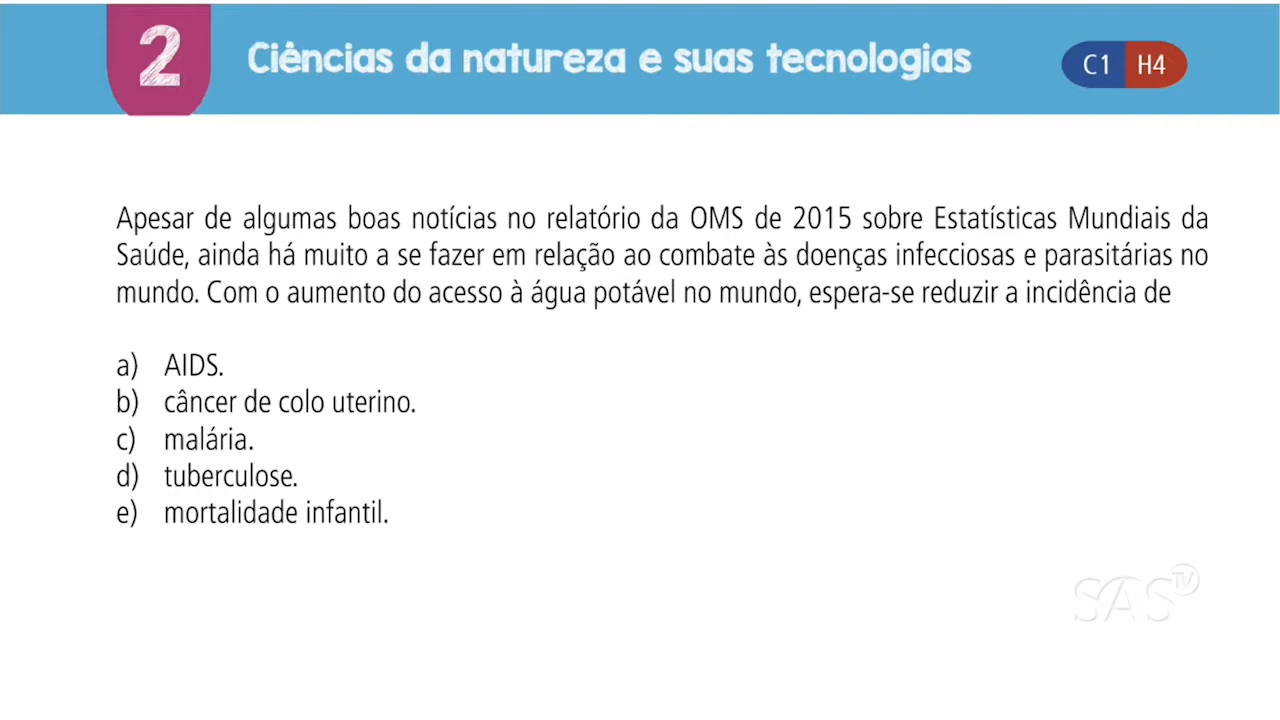 2
Ciências da natureza e suas tecnologias
C1 H4
Apesar de algumas boas notícias no relatório da OMS de 2015 sobre Estatísticas Mundiais da
Saúde, ainda há muito a se fazer em relação ao combate às doenças infecciosas e parasitárias no
mundo. Com o aumento do acesso à água potável no mundo, espera-se reduzir a incidência de
a) AIDS.
b) câncer de colo uterino.
c) malária.
d) tuberculose.
e) mortalidade infantil.
SAS TV